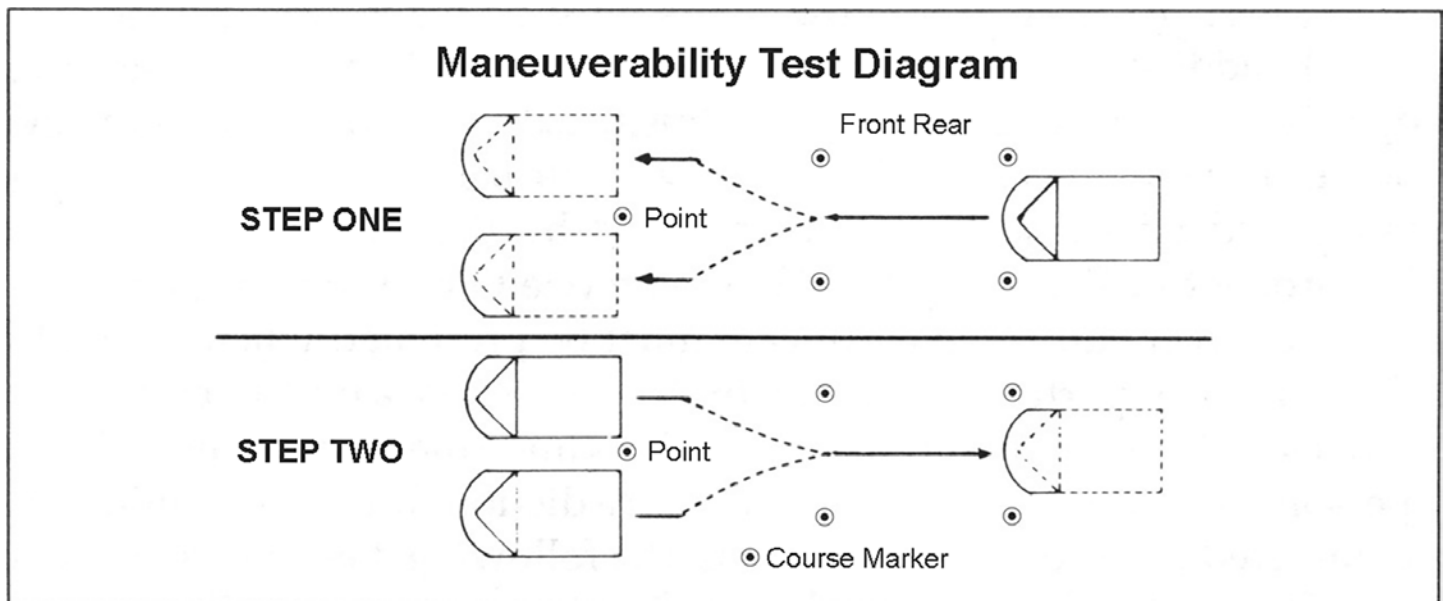 Maneuverability Test Diagram
Front Rear
STEP ONE
Point
STEP TWO
Point
Course Marker